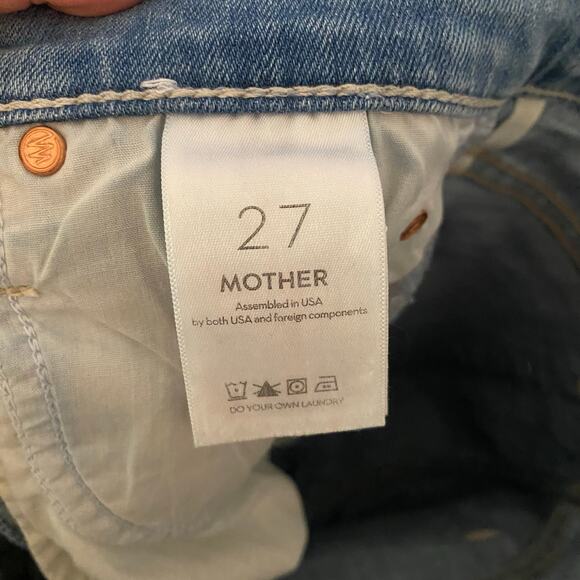 27
MOTHER
Assembled in USA
by both USA and foreign components
DO YOUR OWN LAUNDRY